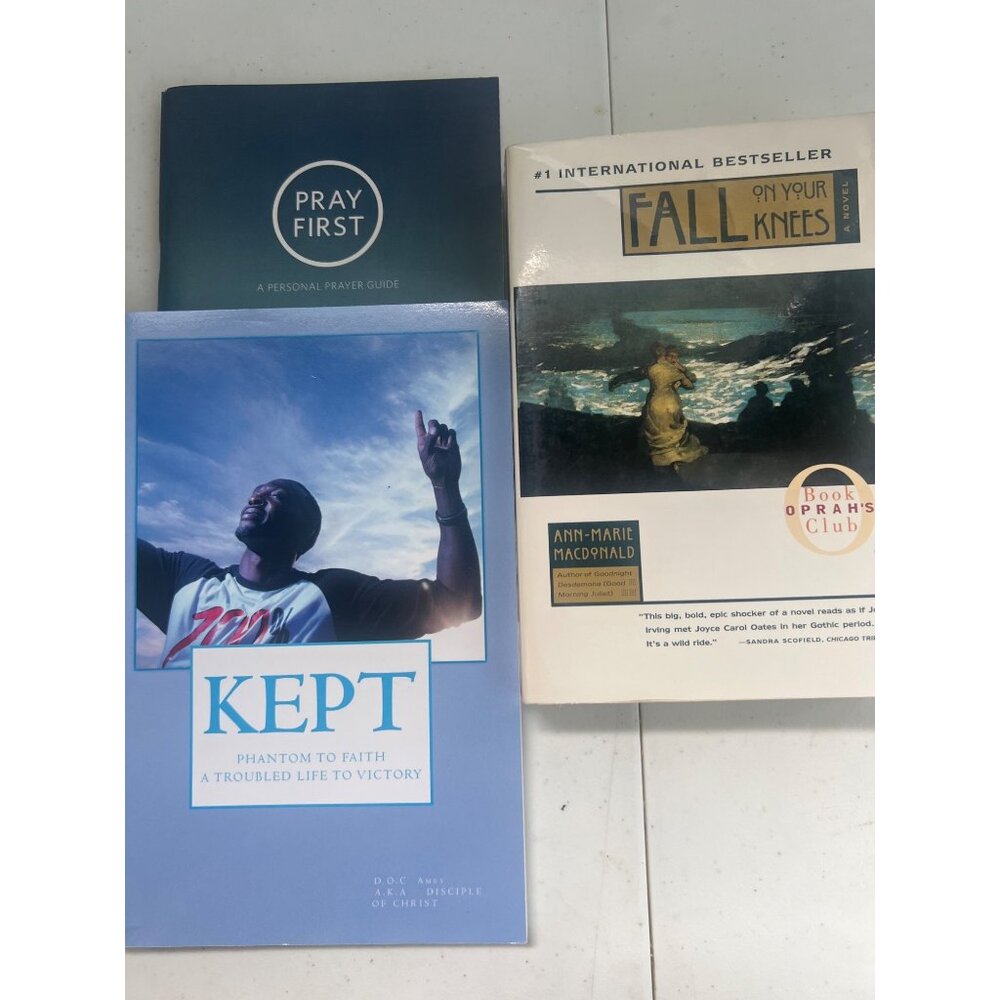 PRAY
FIRST
A PERSONAL PRAYER GUIDE
#1 INTERNATIONAL BESTSELLER
FALL
ON YOUR
KNEES
A NOVEL
Book
OPRAH'S
Club
ANN-MARIE
MACDONALD
Author of Goodnight
Desdemona (Good
Morning Juliet)
"This big, bold, epic shocker of a novel reads as if
Irving met Joyce Carol Oates in her Gothic period.
It's a wild ride." —SANDRA SCOFIELD, CHICAGO
KEPT
PHANTOM TO FAITH
A TROUBLED LIFE TO VICTORY
D.O.C AMEY
A.K.A DISCIPLE
OF CHRIST